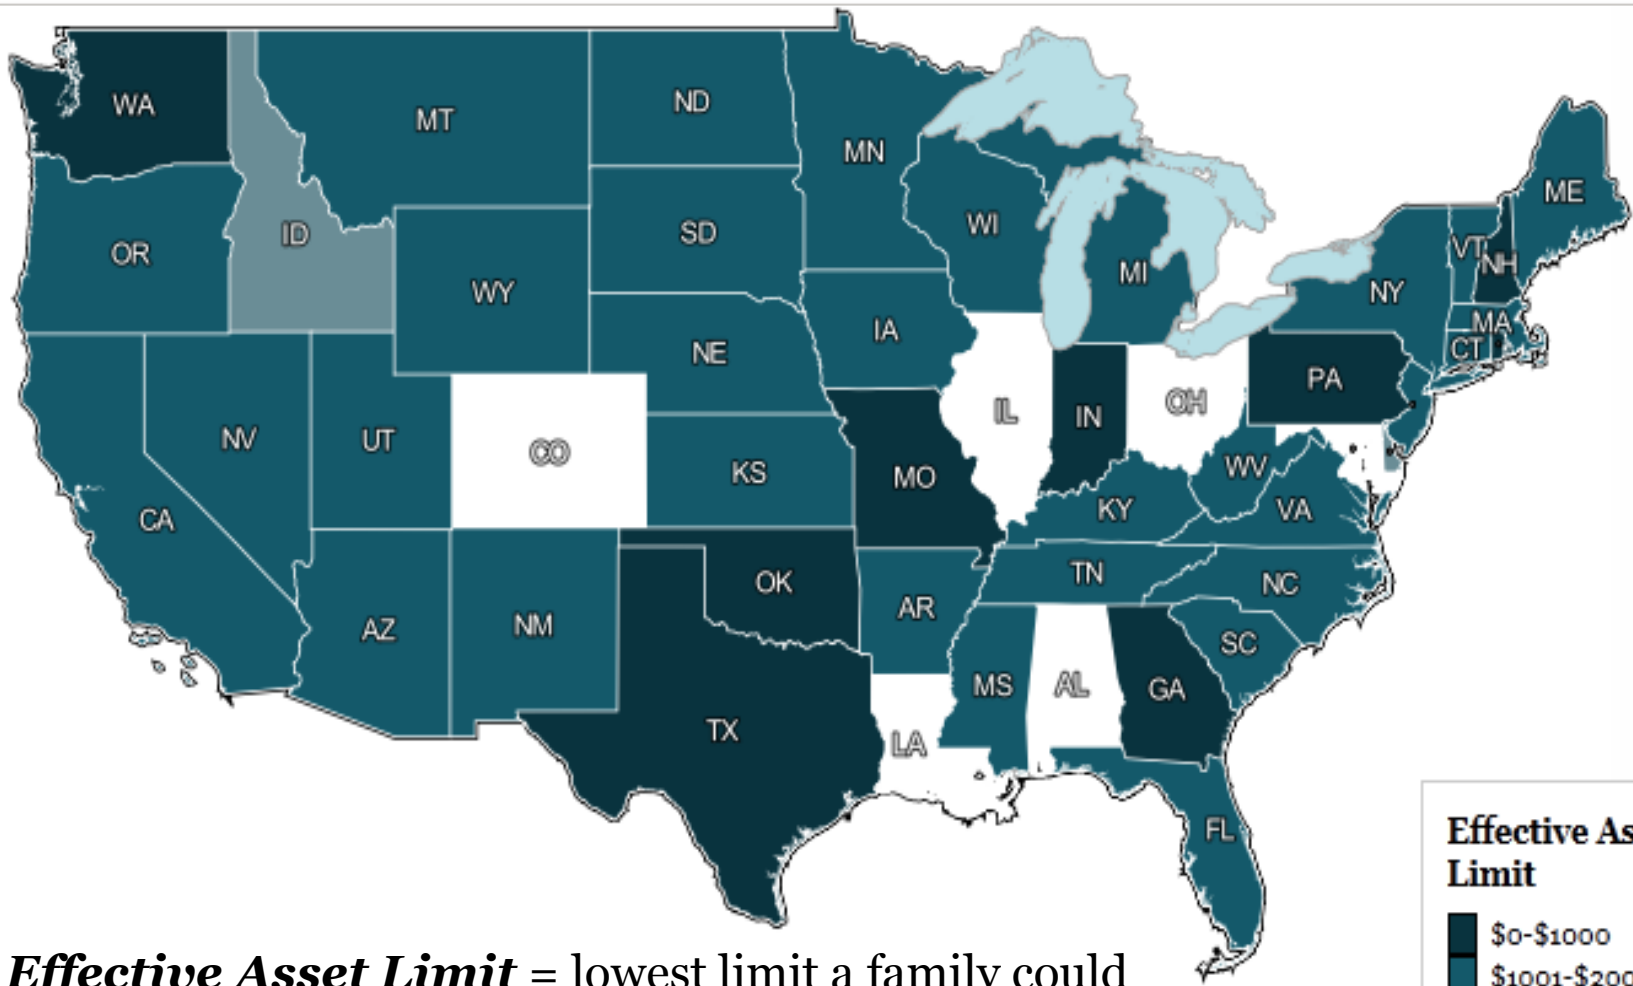 WA
MT
ND
MN
ME
ID
OR
SD
WI
VT
NH
MI
WY
NY
IA
MA
NE
CT
PA
IL
IN
OH
NV
UT
CO
KS
MO
WV
CA
KY
VA
OK
TN
NC
AR
AZ
NM
SC
MS
AL
GA
TX
LA
FL
Effective As
Limit
$0-$1000
$1001-$200
Effective Asset Limit = lowest limit a family could